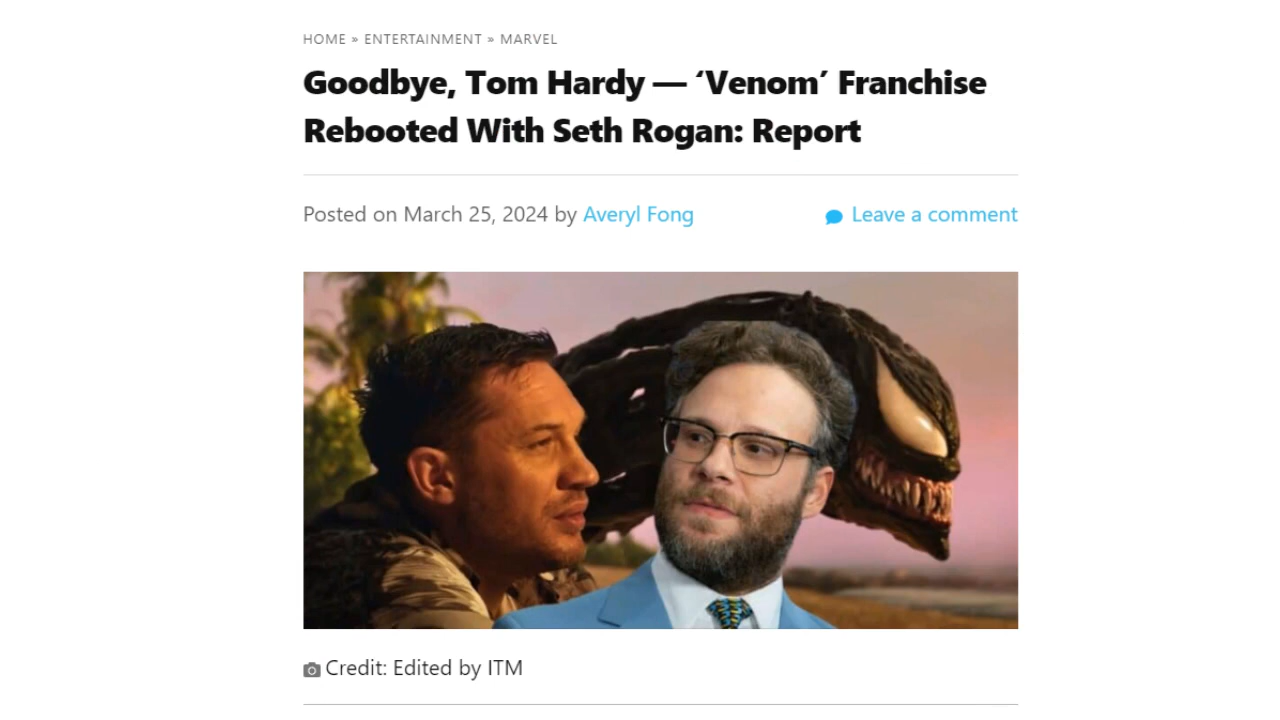 HOME » ENTERTAINMENT » MARVEL
Goodbye, Tom Hardy — ‘Venom’ Franchise
Rebooted With Seth Rogan: Report
Posted on March 25, 2024 by Averyl Fong
Leave a comment
Credit: Edited by ITM